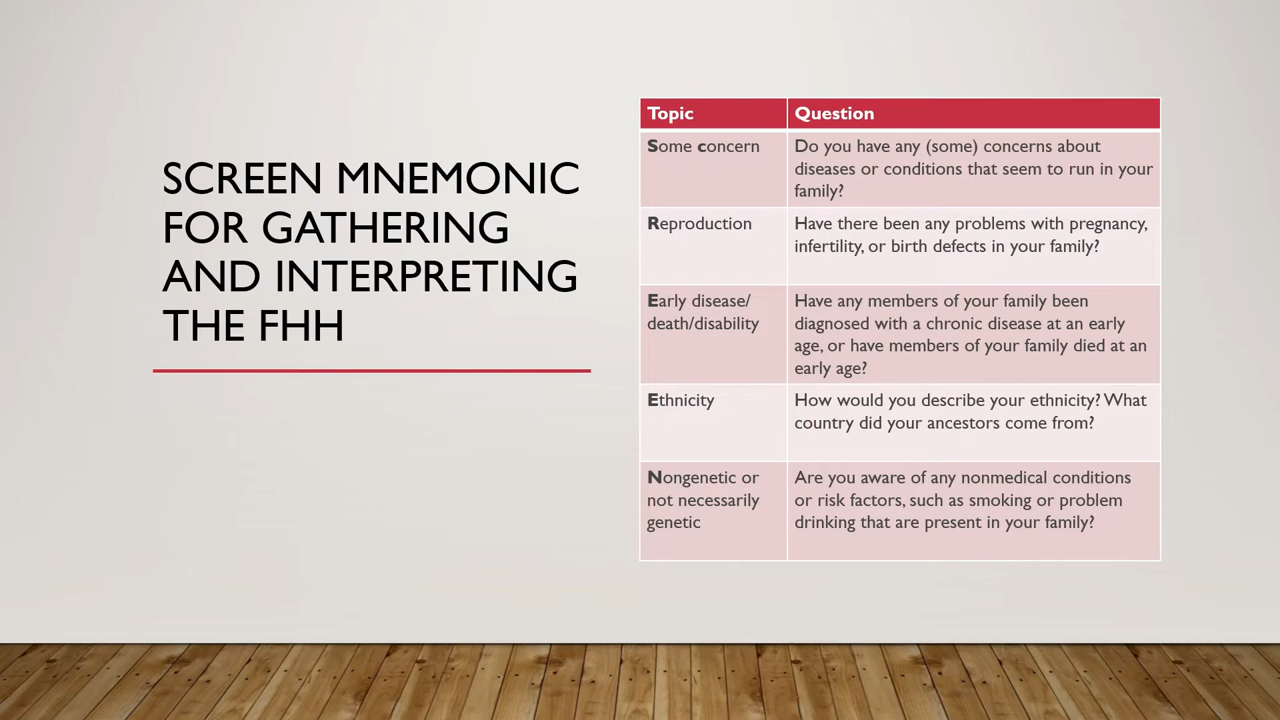 SCREEN MNEMONIC
FOR GATHERING
AND INTERPRETING
THE FHH
Topic
Question
Some concern
Do you have any (some) concerns about
diseases or conditions that seem to run in your
family?
Reproduction
Have there been any problems with pregnancy,
infertility, or birth defects in your family?
Early disease/
death/disability
Have any members of your family been
diagnosed with a chronic disease at an early
age, or have members of your family died at an
early age?
Ethnicity
How would you describe your ethnicity? What
country did your ancestors come from?
Nongenetic or
not necessarily
genetic
Are you aware of any nonmedical conditions
or risk factors, such as smoking or problem
drinking that are present in your family?